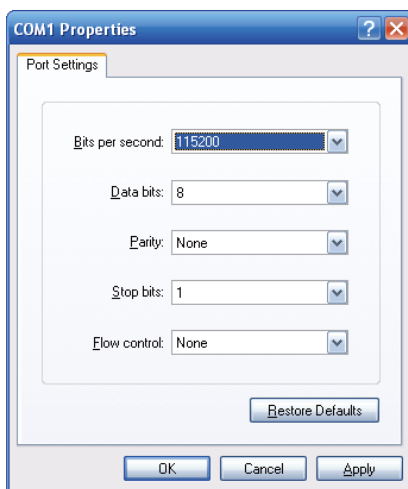 COM1 Properties
Port Settings
Bits per second: 115200
Data bits: 8
Parity: None
Stop bits: 1
Flow control: None
Restore Defaults
OK Cancel Apply